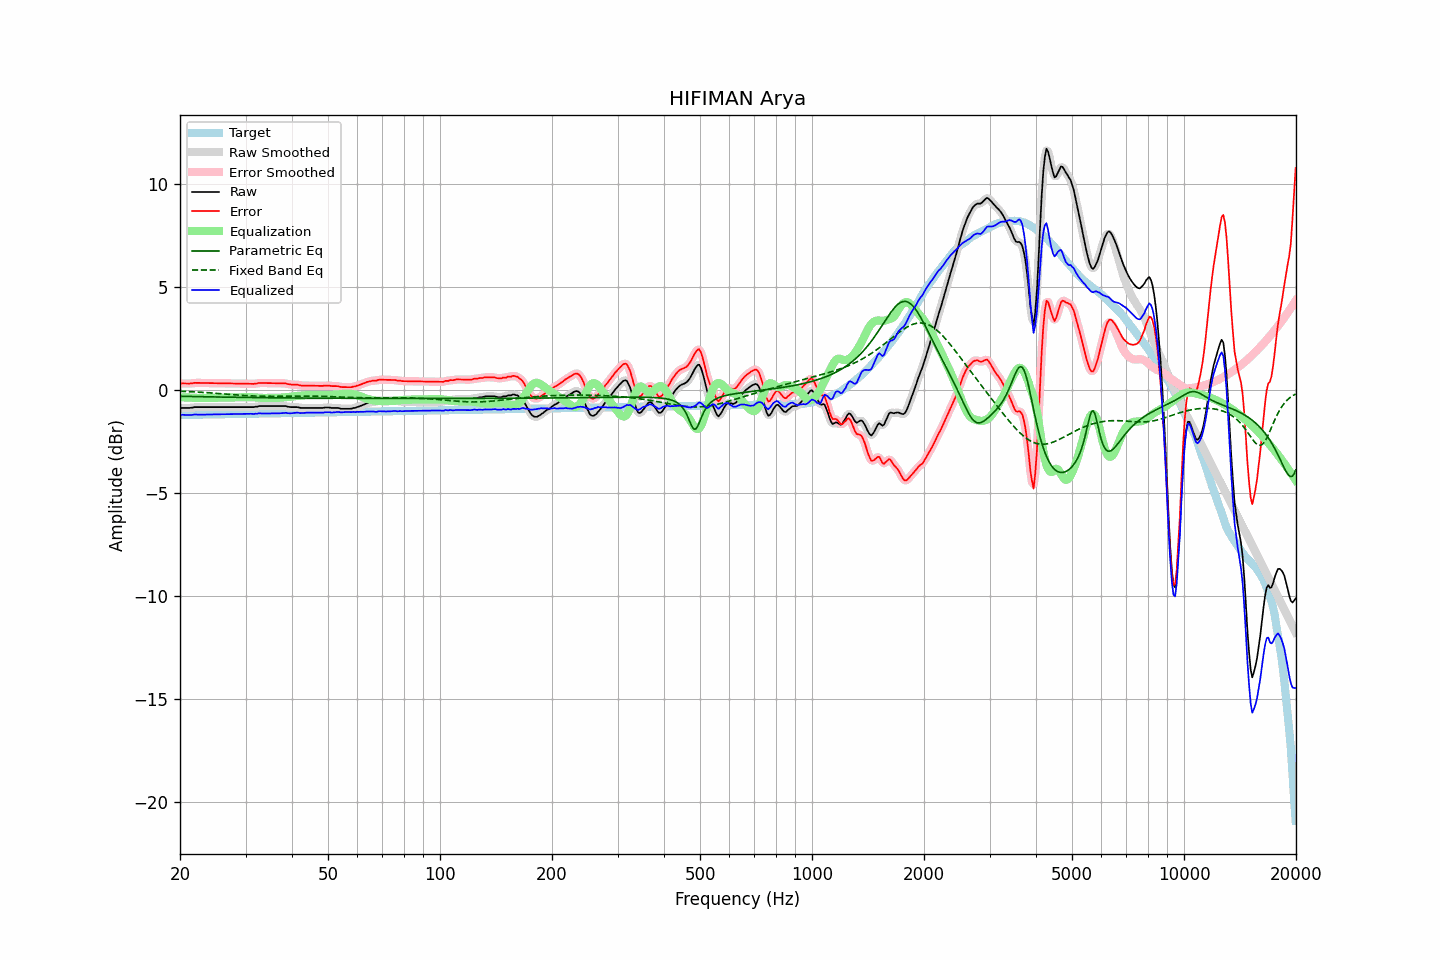 HIFIMAN Arya
Target
Raw Smoothed
Error Smoothed
Raw
Error
Equalization
Parametric Eq
Fixed Band Eq
Equalized
10
5
0
−5
−10
−15
−20
Amplitude (dBr)
20 50 100 200 500 1000 2000 5000 10000 20000
Frequency (Hz)